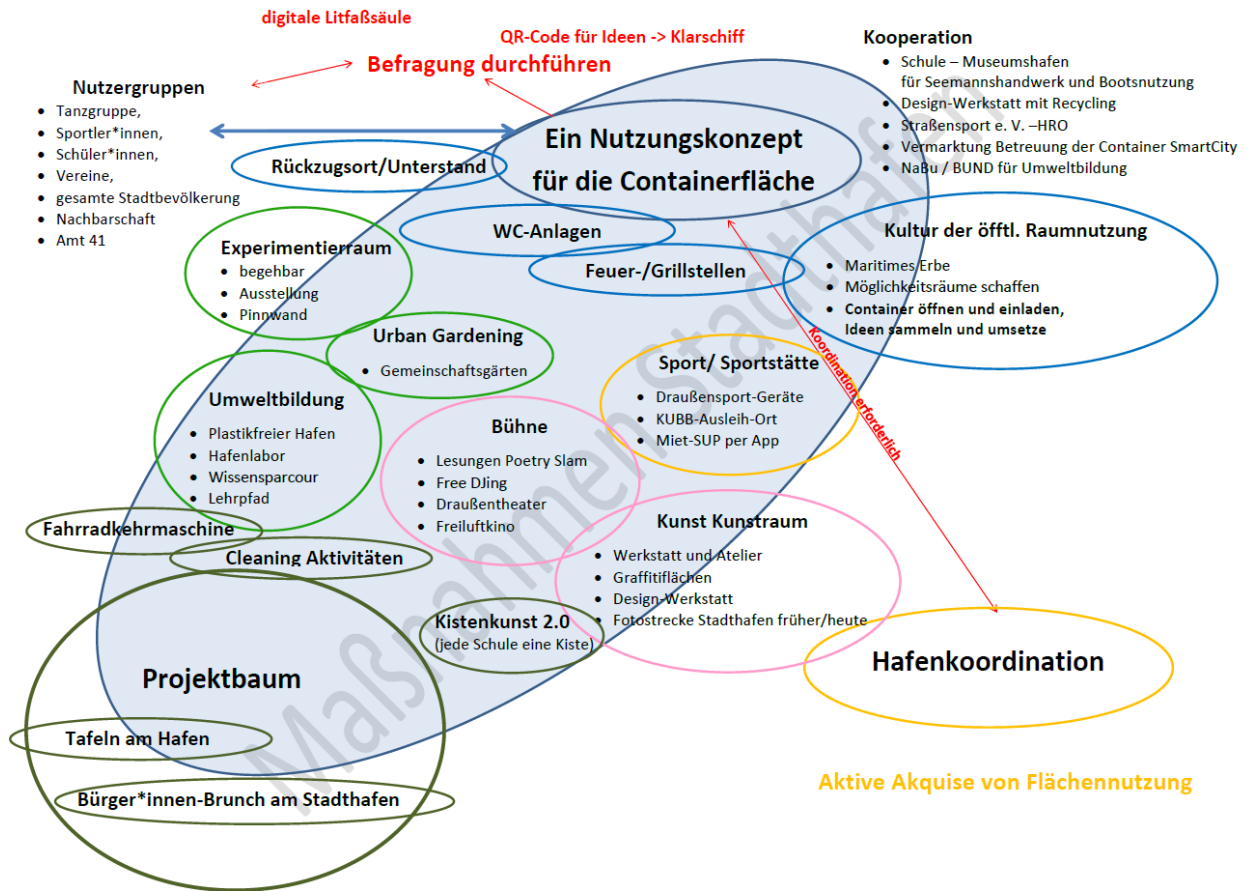 digitale Litfaßsäule
QR-Code für Ideen -> Klarschiff
Befragung durchführen
Kooperation
• Schule – Museumshafen
für Seemannshandwerk und Bootsnutzung
• Design-Werkstatt mit Recycling
• Straßensport e. V. –HRO
• Vermarktung Betreuung der Container SmartCity
• NaBu / BUND für Umweltbildung
Nutzergruppen
• Tanzgruppe,
• Sportler*innen,
• Schüler*innen,
• Vereine,
• gesamte Stadtbevölkerung
• Nachbarschaft
• Amt 41
Ein Nutzungskonzept
für die Containerfläche
Rückzugsort/Unterstand
WC-Anlagen
Feuer-/Grillstellen
Kultur der öfftl. Raumnutzung
• Maritimes Erbe
• Möglichkeitsräume schaffen
• Container öffnen und einladen,
Ideen sammeln und umsetze
Experimentierraum
• begehbar
• Ausstellung
• Pinnwand
Urban Gardening
• Gemeinschaftsgärten
Sport/ Sportstätte
• Draußensport-Geräte
• KUBB-Ausleih-Ort
• Miet-SUP per App
Koordination erforderlich
Umweltbildung
• Plastikfreier Hafen
• Hafenlabor
• Wissensparcour
• Lehrpfad
Bühne
• Lesungen Poetry Slam
• Free DJing
• Draußentheater
• Freiluftkino
Fahrradkehrmaschine
Cleaning Aktivitäten
Kunst Kunstraum
• Werkstatt und Atelier
• Graffitiflächen
• Design-Werkstatt
• Fotostrecke Stadthafen früher/heute
Kistenkunst 2.0
(jede Schule eine Kiste)
Hafenkoordination
Projektbaum
Tafeln am Hafen
Bürger*innen-Brunch am Stadthafen
Aktive Akquise von Flächennutzung
Maßnahmen Stadthafen